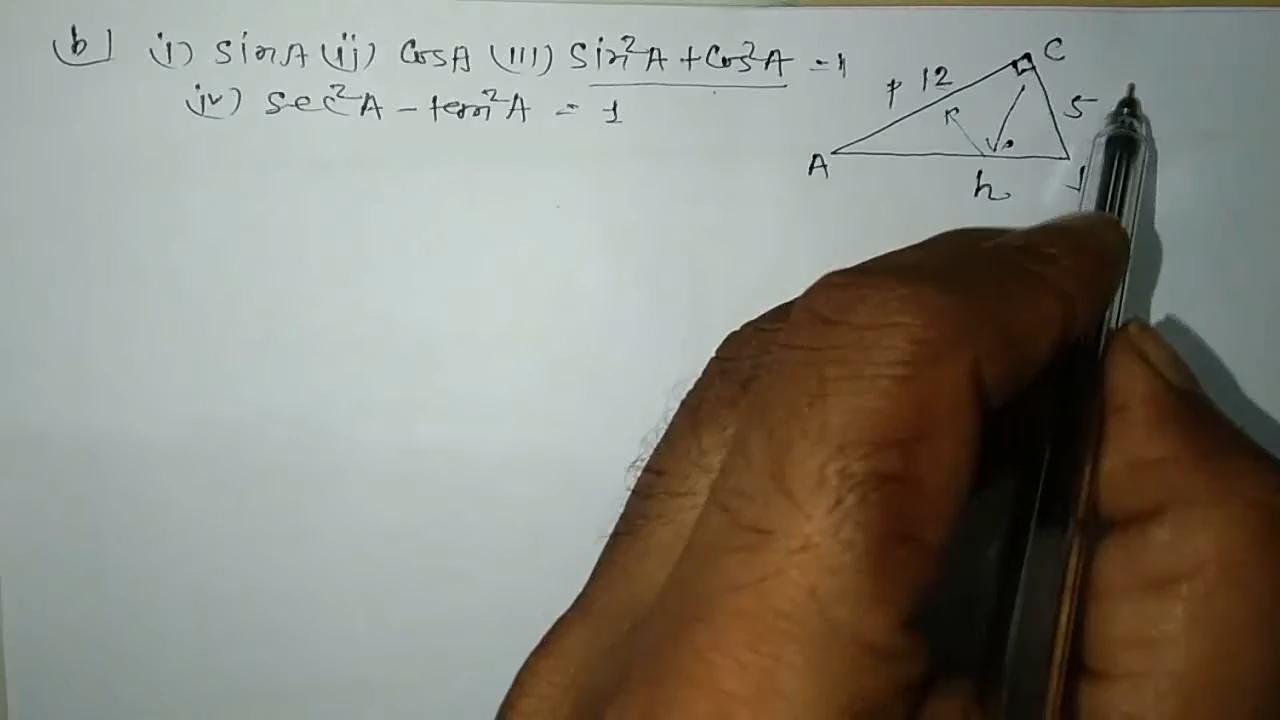 (b) (i) SinA (ii) CosA (III) Sin²A + Cos²A = 1
(iv) Sec²A - tan²A = 1
C
p 12
5
A
h